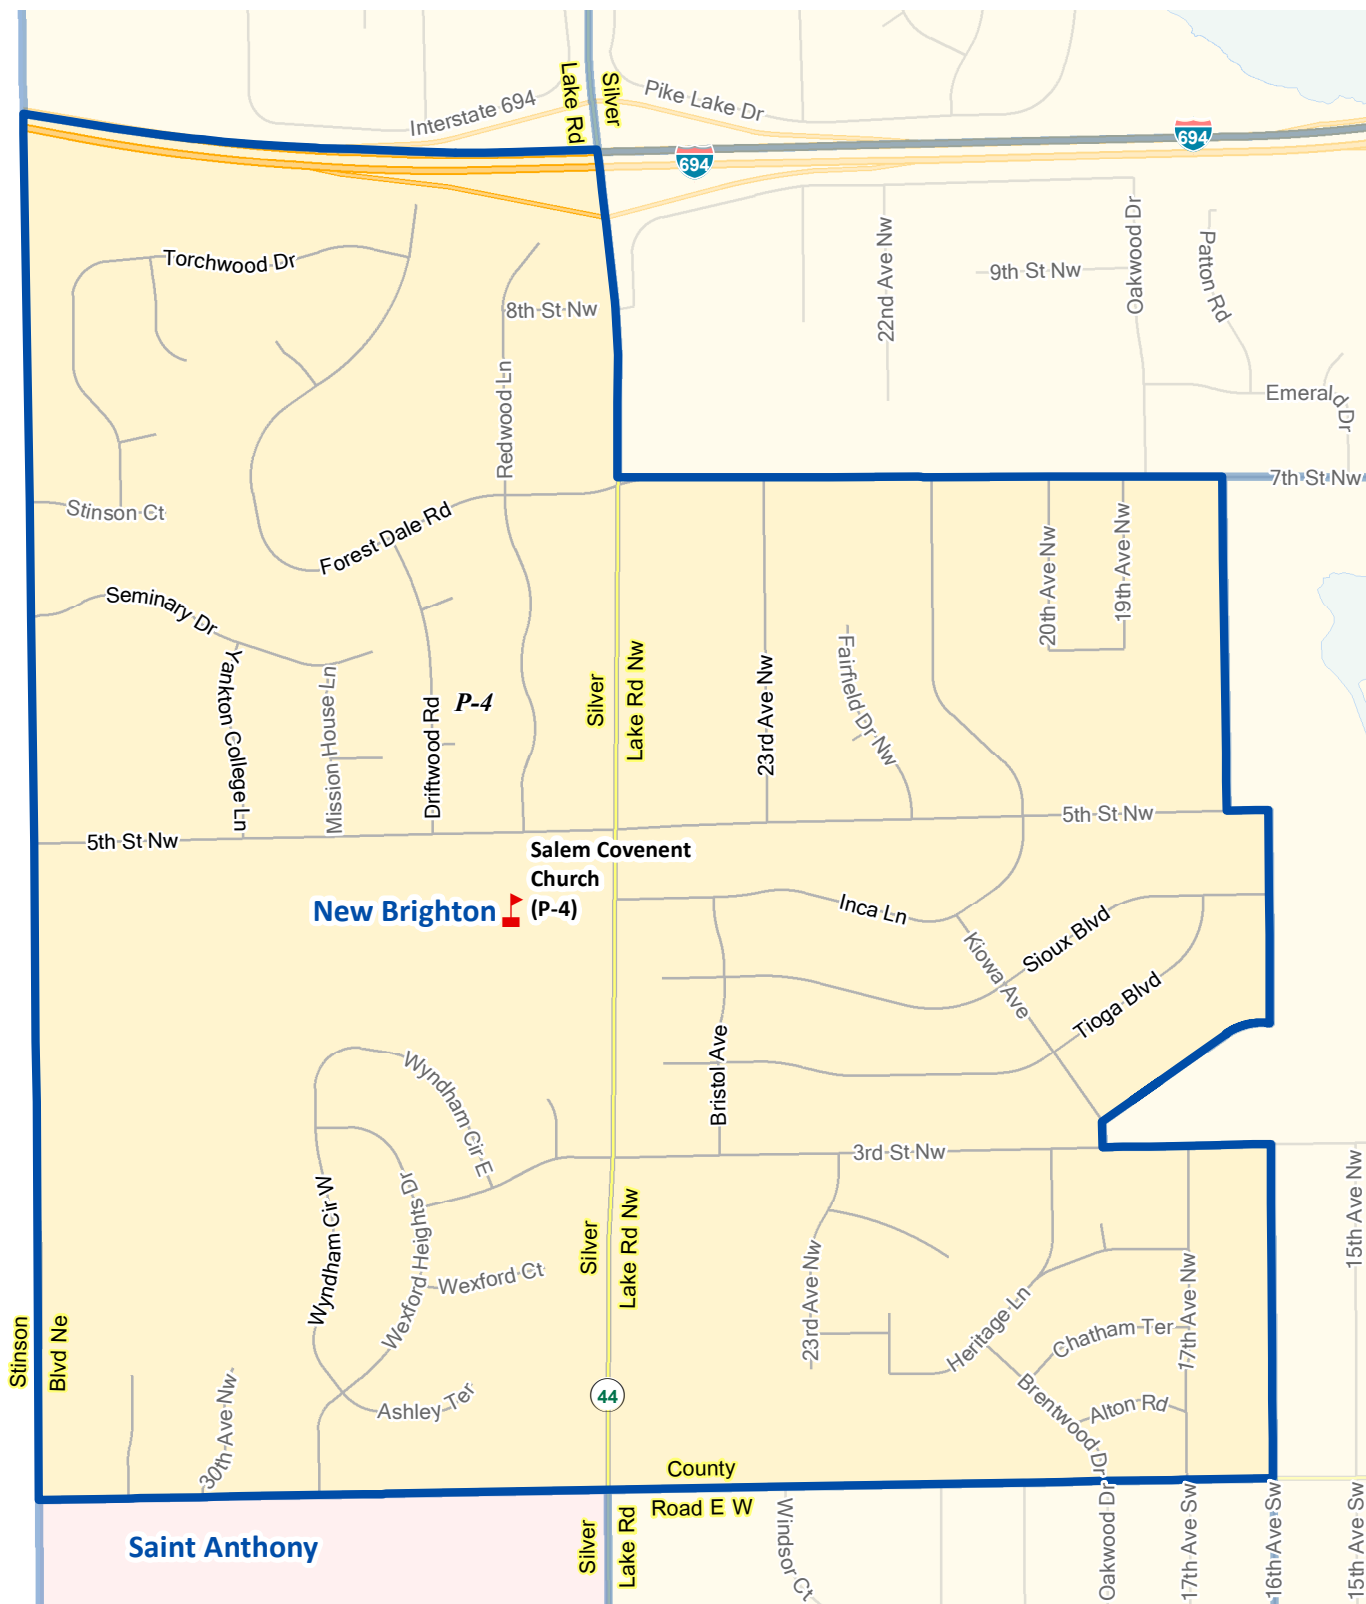 Lake Rd
Silver
Interstate 694
Pike Lake Dr
694
694
Torchwood Dr
8th St Nw
22nd Ave Nw
9th St Nw
Oakwood Dr
Patton Rd
Redwood Ln
Emerald Dr
7th St Nw
Stinson Ct
Forest Dale Rd
20th Ave Nw
19th Ave Nw
Seminary Dr
Yankton College Ln
Mission House Ln
Driftwood Rd
P-4
Silver
Lake Rd Nw
23rd Ave Nw
Fairfield Dr Nw
5th St Nw
5th St Nw
Salem Covenent
Church
(P-4)
New Brighton
Inca Ln
Kiowa Ave
Sioux Blvd
Tioga Blvd
Bristol Ave
Wyndham Cir E
3rd St Nw
Wyndham Cir W
Wexford Heights Dr
Wexford Ct
Silver
Lake Rd Nw
23rd Ave Nw
Heritage Ln
17th Ave Nw
15th Ave Nw
Chatham Ter
Stinson
Blvd Ne
30th Ave Nw
Ashley Ter
44
Brentwood Dr
Alton Rd
County
Road E W
Saint Anthony
Silver
Lake Rd
Windsor Ct
Oakwood Dr
17th Ave Sw
16th Ave Sw
15th Ave Sw